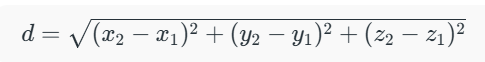 d = √(x₂ − x₁)² + (y₂ − y₁)² + (z₂ − z₁)²